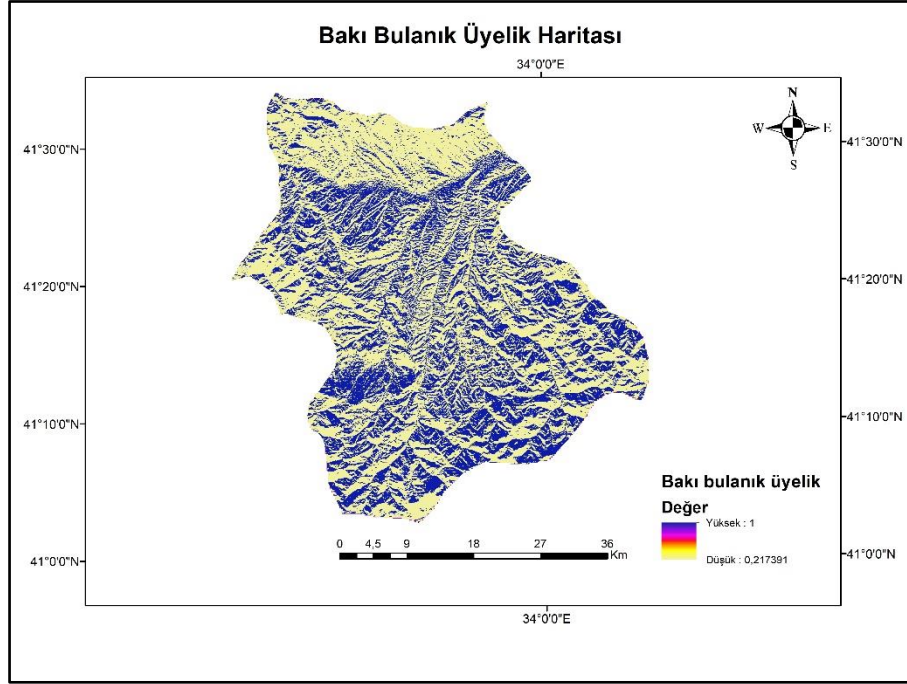 Bakı Bulanık Üyelik Haritası
34°0'0"E
N
W E
S
41°30'0"N 41°30'0"N
41°20'0"N 41°20'0"N
41°10'0"N 41°10'0"N
Bakı bulanık üyelik
Değer
Yüksek : 1
Düşük : 0,217391
0 4,5 9 18 27 36
Km
41°0'0"N 41°0'0"N
34°0'0"E